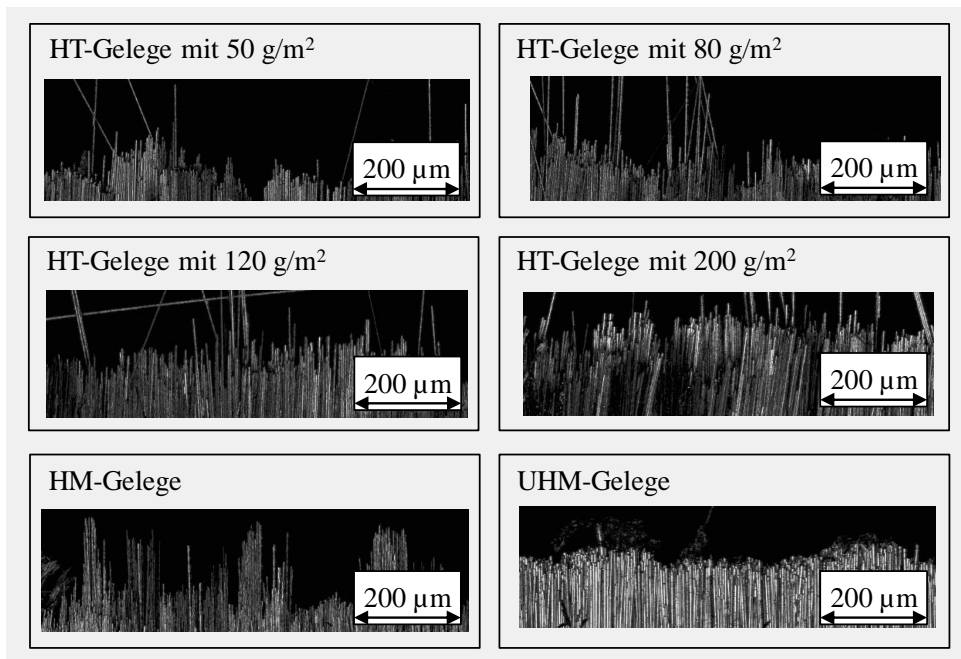 HT-Gelege mit 50 g/m²
200 µm
HT-Gelege mit 80 g/m²
200 µm
HT-Gelege mit 120 g/m²
200 µm
HT-Gelege mit 200 g/m²
200 µm
HM-Gelege
200 µm
UHM-Gelege
200 µm